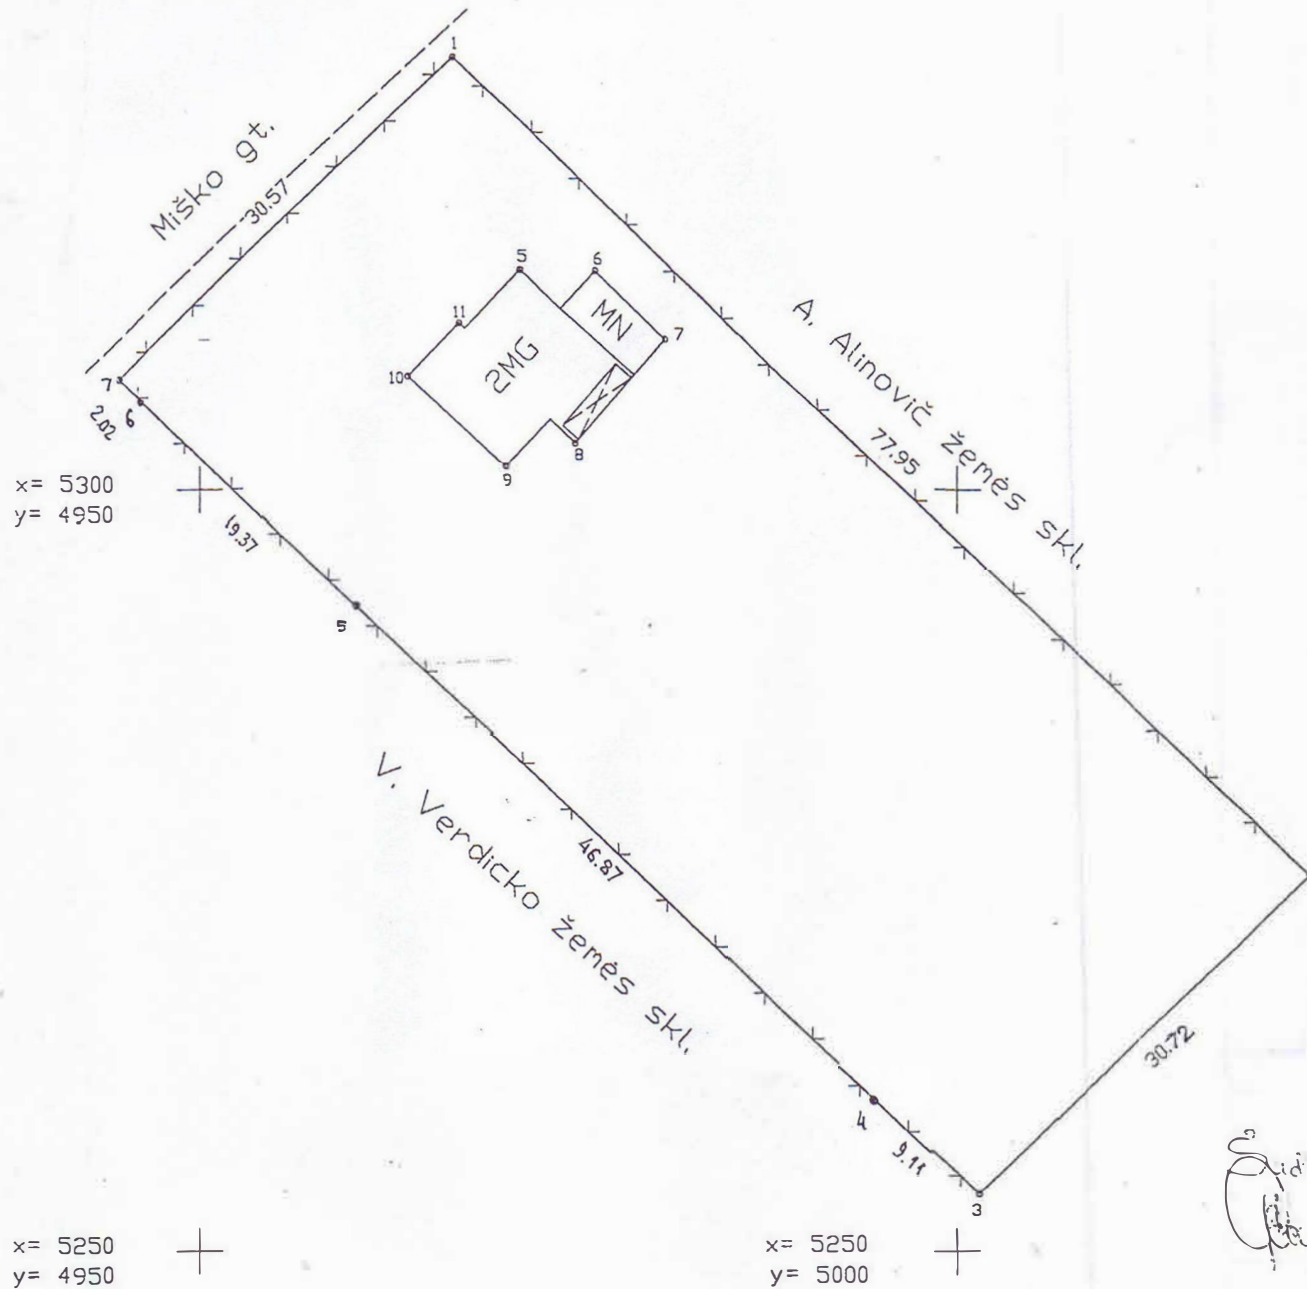 1
Miško gt.
30.57
5
6
MN
7
11
2MG
10
A. Alinovič žemės skl.
7
6
2.02
8
9
77.95
x= 5300
y= 4950
19.37
5
V. Verdicko žemės skl.
46.87
30.72
4
9.11
3
x= 5250
y= 4950
x= 5250
y= 5000